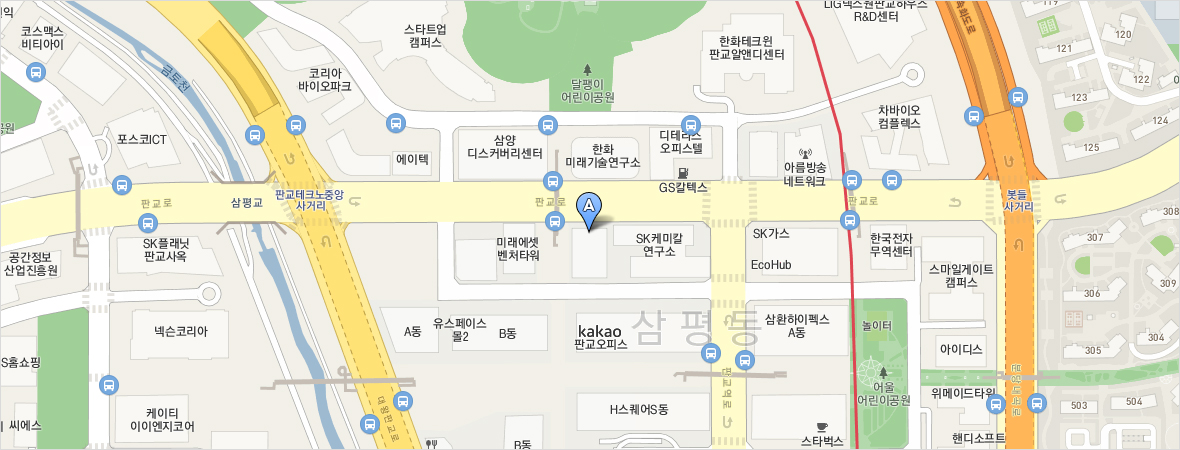 익
코스맥스
비티아이
스타트업
캠퍼스
LIG넥스원판교하우스
R&D센터
한화테크윈
판교알앤디센터
금토천
코리아
바이오파크
달팽이
어린이공원
120
121
122
123
124
125
공원
포스코ICT
차바이오
컴플렉스
에이텍
삼양
디스커버리센터
한화
미래기술연구소
디테라스
오피스텔
GS칼텍스
아름방송
네트워크
판교로
삼평교
판교테크노중앙
사거리
판교로
A
판교로
봇들
사거리
308
307
309
SK플래닛
판교사옥
공간정보
산업진흥원
미래에셋
벤처타워
SK케미칼
연구소
SK가스
EcoHub
한국전자
무역센터
스마일게이트
캠퍼스
306
305
304
넥슨코리아
A동
유스페이스
몰2
B동
kakao
판교오피스
삼평동
삼환하이펙스
A동
놀이터
아이디스
S홈쇼핑
어울
어린이공원
위메이드타워
판교역로
대왕판교로
503
504
씨에스
케이티
이이엔지코어
H스퀘어S동
B동
스타벅스
핸디소프트